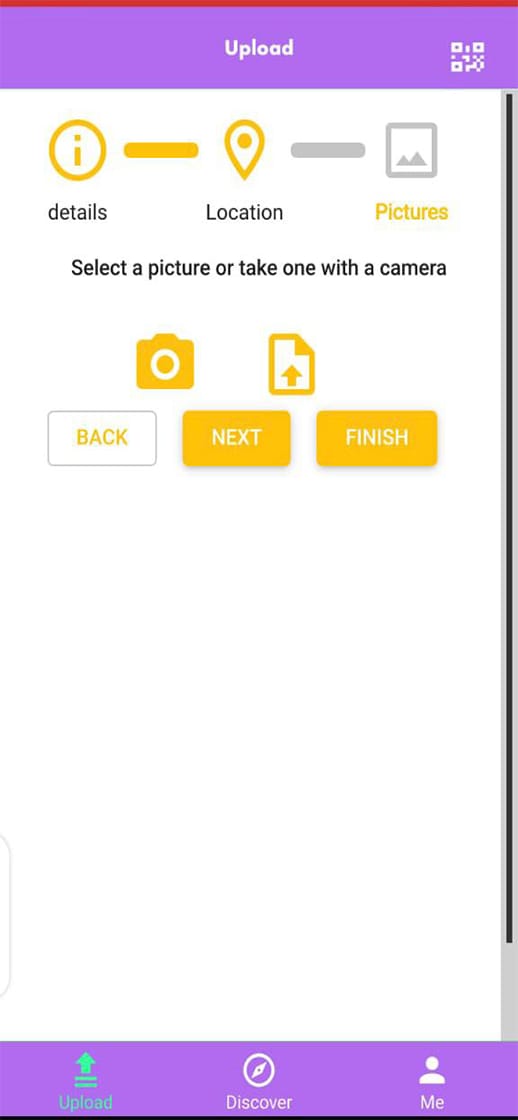 Upload
details Location Pictures
Select a picture or take one with a camera
BACK NEXT FINISH
Upload Discover Me